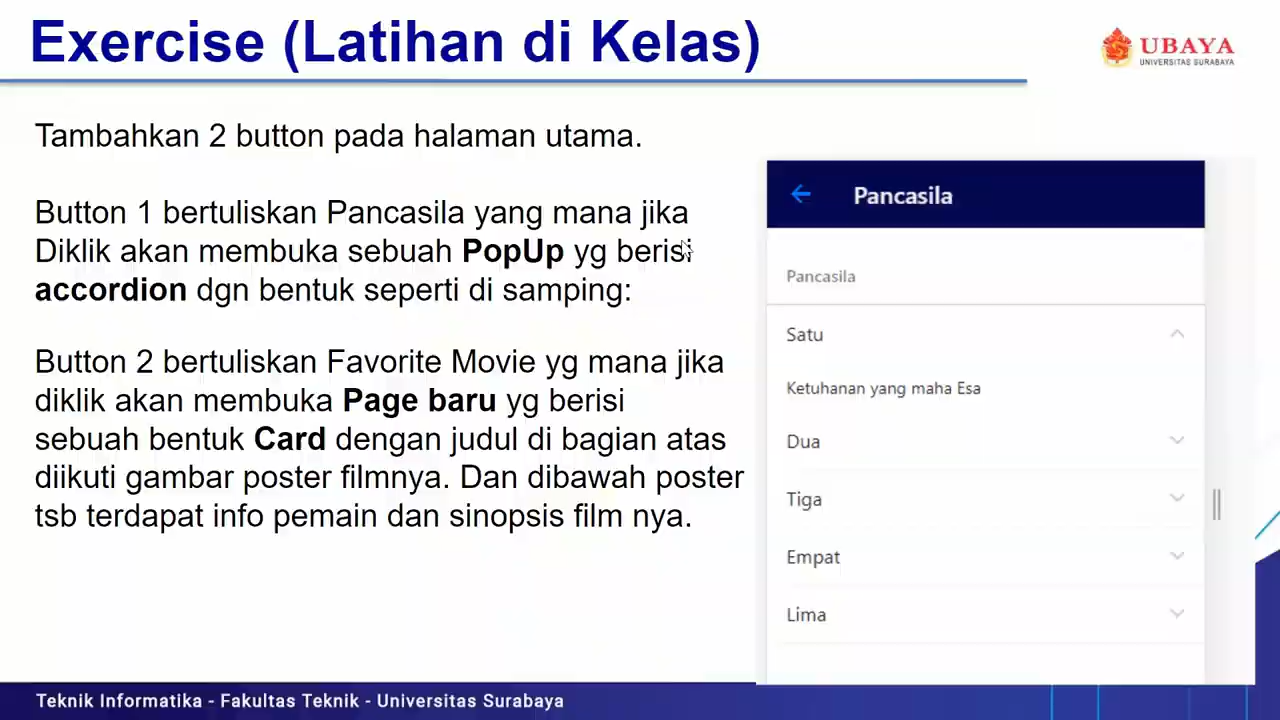 Exercise (Latihan di Kelas)
UBAYA
UNIVERSITAS SURABAYA
Tambahkan 2 button pada halaman utama.
Button 1 bertuliskan Pancasila yang mana jika
Diklik akan membuka sebuah PopUp yg berisi
accordion dgn bentuk seperti di samping:
Button 2 bertuliskan Favorite Movie yg mana jika
diklik akan membuka Page baru yg berisi
sebuah bentuk Card dengan judul di bagian atas
diikuti gambar poster filmnya. Dan dibawah poster
tsb terdapat info pemain dan sinopsis film nya.
Pancasila
Pancasila
Satu
Ketuhanan yang maha Esa
Dua
Tiga
Empat
Lima
Teknik Informatika - Fakultas Teknik - Universitas Surabaya